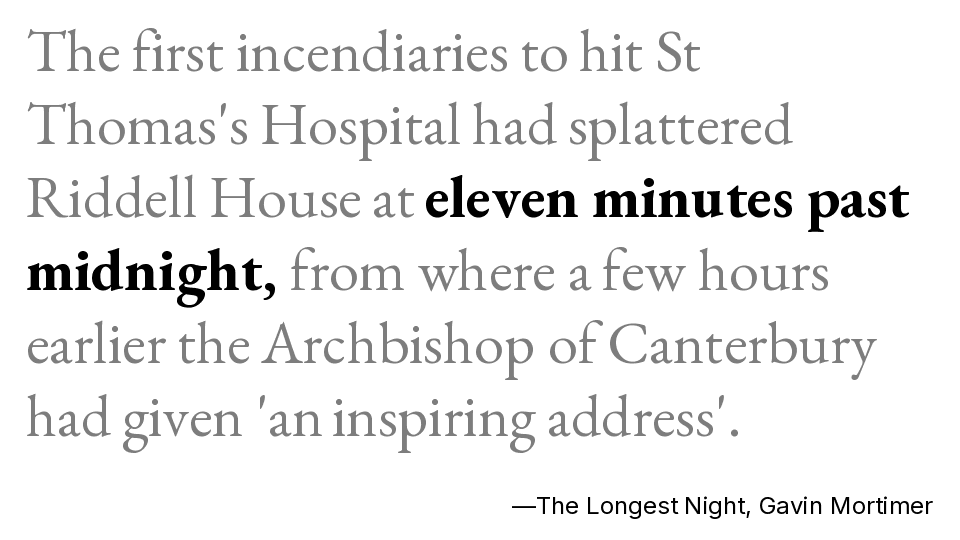 The first incendiaries to hit St
Thomas's Hospital had splattered
Riddell House at eleven minutes past
midnight, from where a few hours
earlier the Archbishop of Canterbury
had given 'an inspiring address'.
—The Longest Night, Gavin Mortimer